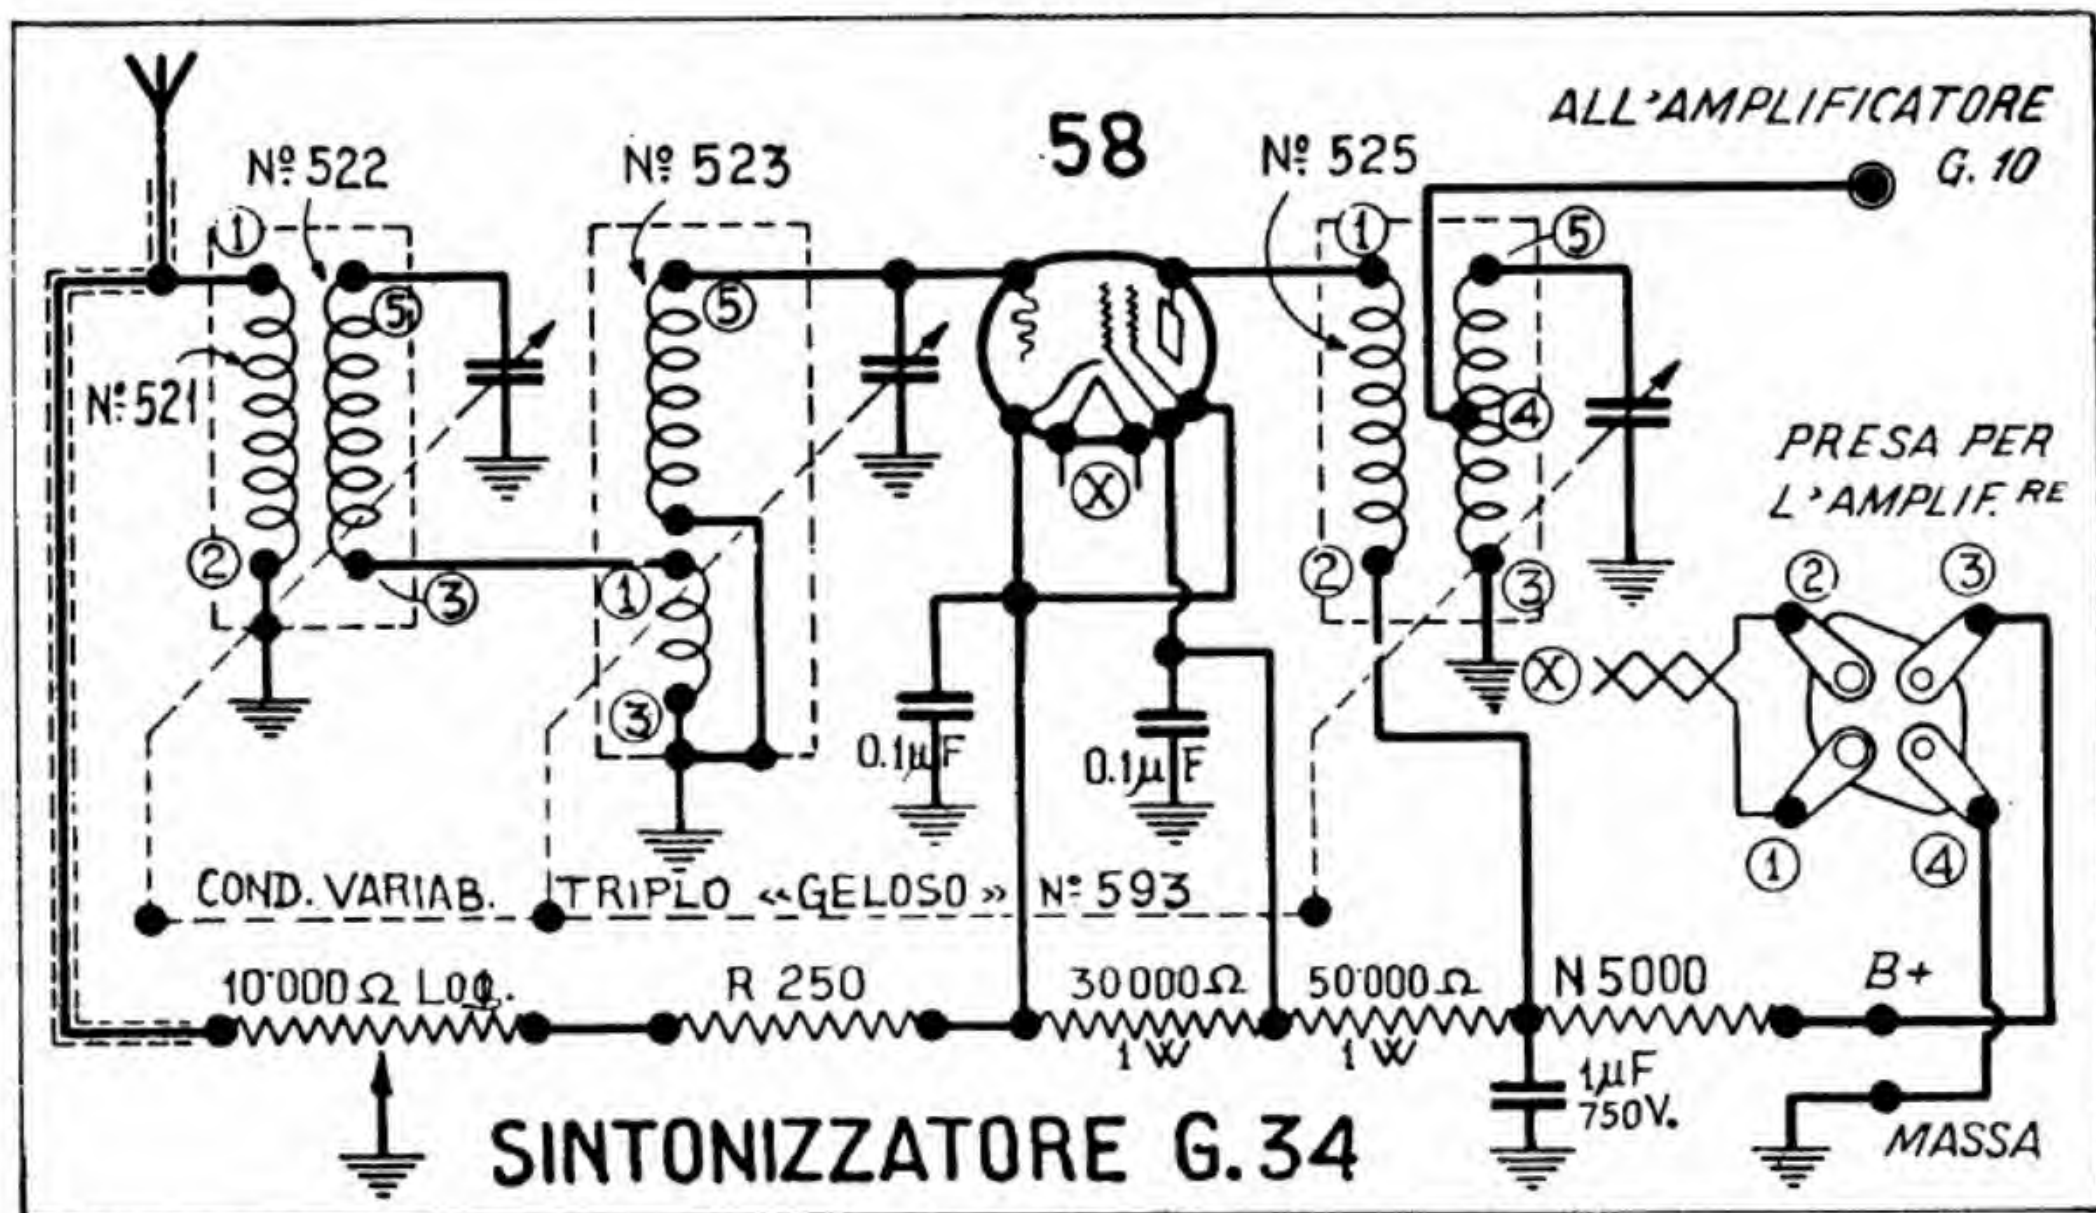 58
ALL'AMPLIFICATORE
G. 10
Nº 522
Nº 523
Nº 525
1
5
5
1
5
Nº 521
4
X
PRESA PER
L'AMPLIF.RE
2
3
1
2
3
2
3
X
3
0.1µF
0.1µF
1
4
COND. VARIAB. TRIPLO «GELOSO» Nº 593
10'000 Ω LOG.
R 250
30000 Ω
50000 Ω
N 5000
B+
1 W
1 W
1µF
750V.
SINTONIZZATORE G.34
MASSA